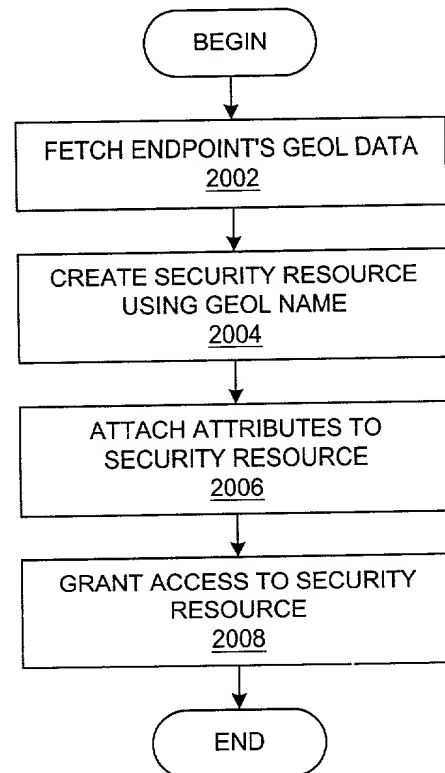 BEGIN
FETCH ENDPOINT'S GEOL DATA
2002
CREATE SECURITY RESOURCE
USING GEOL NAME
2004
ATTACH ATTRIBUTES TO
SECURITY RESOURCE
2006
GRANT ACCESS TO SECURITY
RESOURCE
2008
END